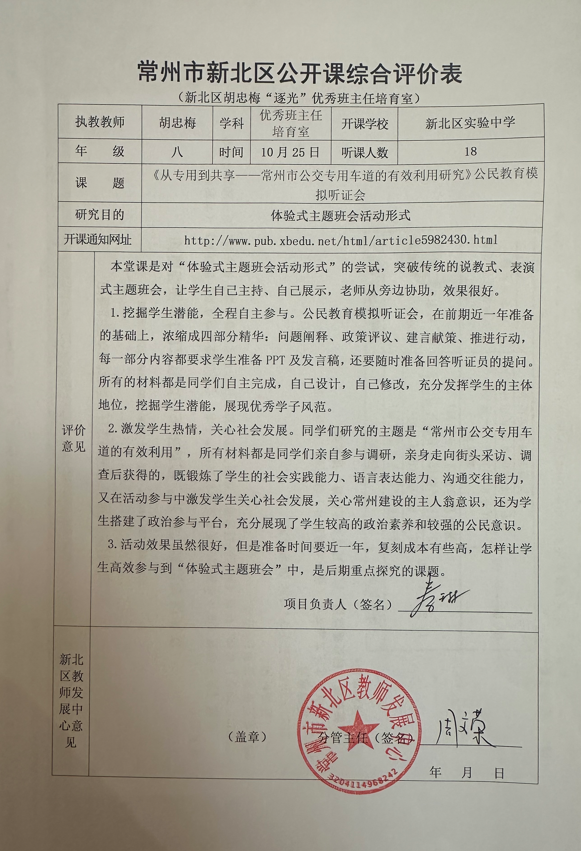 常州市新北区公开课综合评价表
（新北区胡忠梅“逐光”优秀班主任培育室）
执教教师 胡忠梅 学科 优秀班主任培育室 开课学校 新北区实验中学
年 级 八 时间 10月25日 听课人数 18
课 题 《从专用到共享——常州市公交专用车道的有效利用研究》公民教育模
拟听证会
研究目的 体验式主题班会活动形式
开课通知网址 http://www.pub.xbedu.net/html/article5982430.html
评价意见
本堂课是对“体验式主题班会活动形式”的尝试，突破传统的说教式、表演
式主题班会，让学生自己主持、自己展示，老师从旁边协助，效果很好。
1.挖掘学生潜能，全程自主参与。公民教育模拟听证会，在前期近一年准备
的基础上，浓缩成四部分精华：问题阐释、政策评议、建言献策、推进行动，
每一部分内容都要求学生准备PPT及发言稿，还要随时准备回答听证员的提问。
所有的材料都是同学们自主完成，自己设计，自己修改，充分发挥学生的主体
地位，挖掘学生潜能，展现优秀学子风范。
2.激发学生热情，关心社会发展。同学们研究的主题是“常州市公交专用车
道的有效利用”，所有材料都是同学们亲自参与调研，亲身走向街头采访、调
查后获得的，既锻炼了学生的社会实践能力、语言表达能力、沟通交往能力，
又在活动参与中激发学生关心社会发展，关心常州建设的主人翁意识，还为学
生搭建了政治参与平台，充分展现了学生较高的政治素养和较强的公民意识。
3.活动效果虽然很好，但是准备时间要近一年，复刻成本有些高，怎样让学
生高效参与到“体验式主题班会”中，是后期重点探究的课题。
项目负责人（签名）
新北区教师发展中心意见
常州市新北区教师发展中心
（盖章） 分管主任（签名） 周文荣
3204114968242
年 月 日